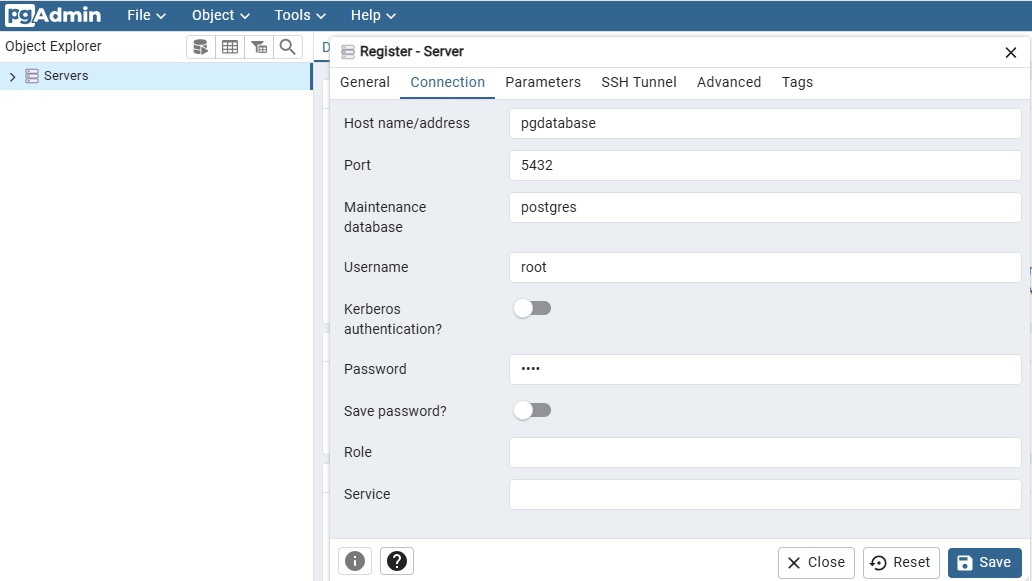 pgAdmin File Object Tools Help
Object Explorer
Servers
Register - Server
General Connection Parameters SSH Tunnel Advanced Tags
Host name/address pgdatabase
Port 5432
Maintenance
database
postgres
Username root
Kerberos
authentication?
Password ••••
Save password?
Role
Service
Close Reset Save